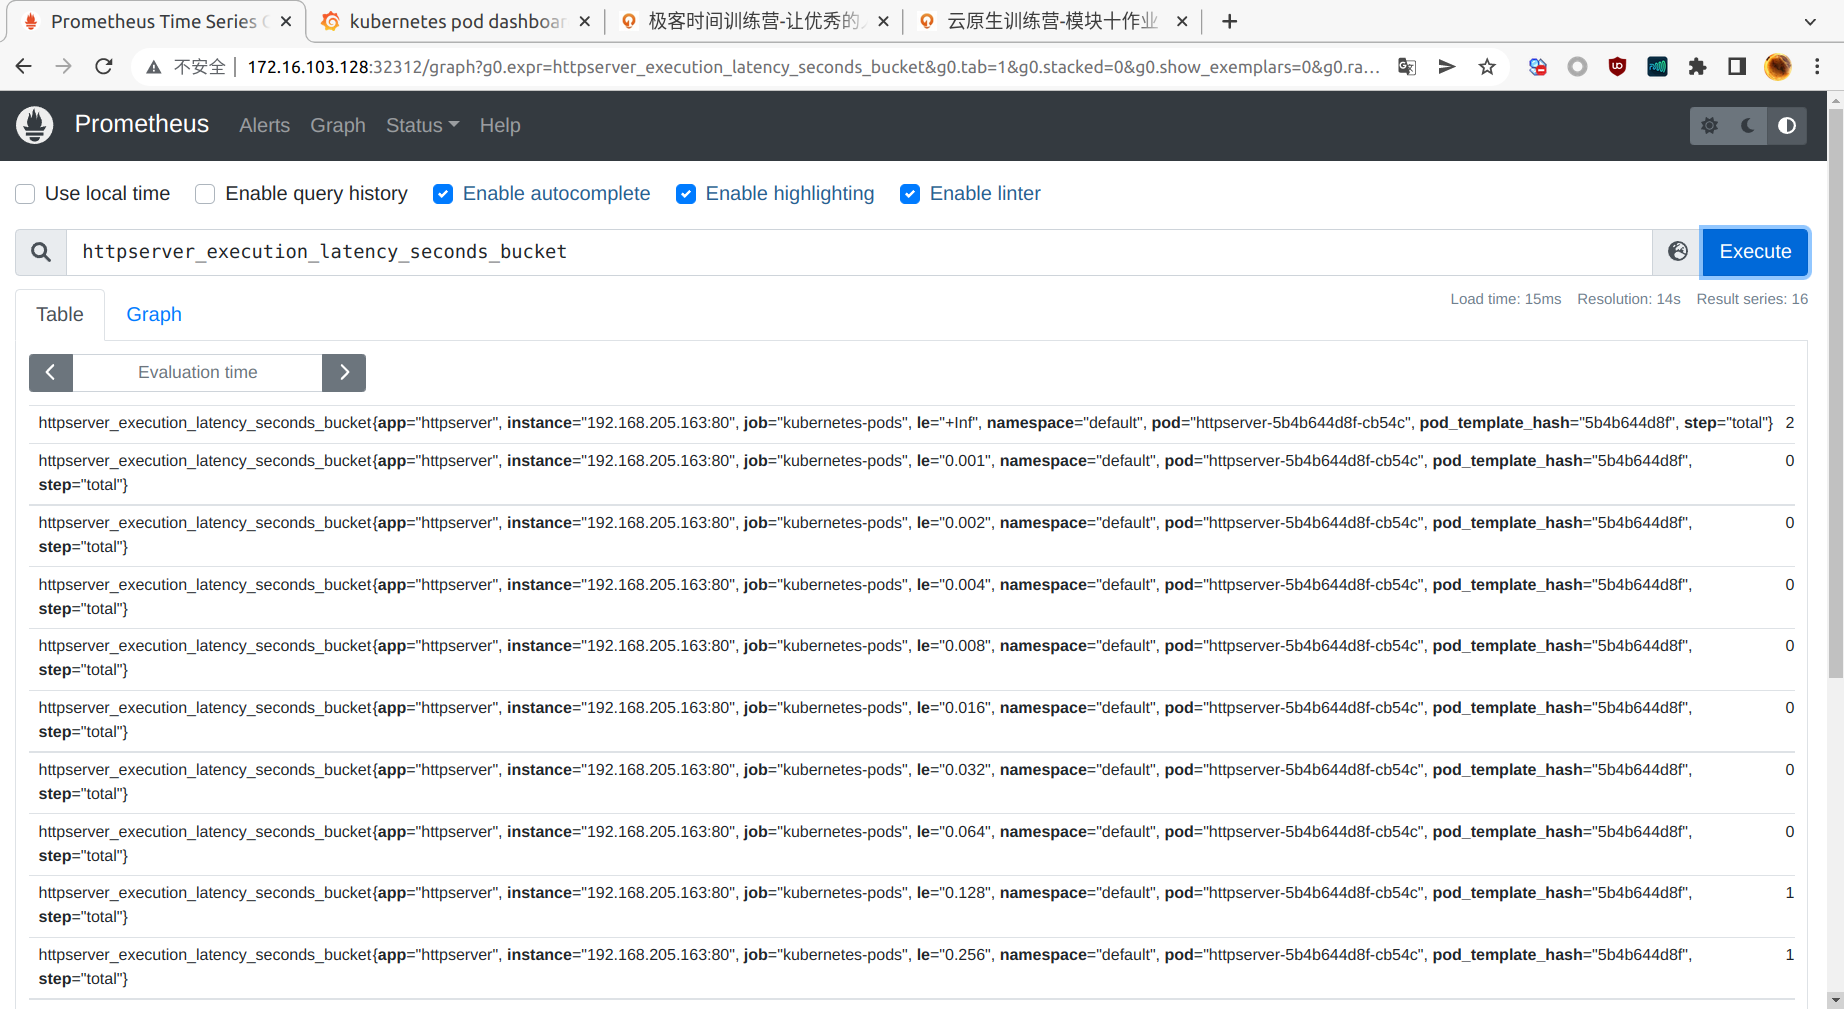 Prometheus Time Series C
kubernetes pod dashboar
极客时间训练营-让优秀的
云原生训练营-模块十作业
不安全 172.16.103.128:32312/graph?g0.expr=httpserver_execution_latency_seconds_bucket&g0.tab=1&g0.stacked=0&g0.show_exemplars=0&g0.ra...
Prometheus Alerts Graph Status Help
Use local time Enable query history Enable autocomplete Enable highlighting Enable linter
httpserver_execution_latency_seconds_bucket Execute
Table Graph Load time: 15ms Resolution: 14s Result series: 16
Evaluation time
httpserver_execution_latency_seconds_bucket{app="httpserver", instance="192.168.205.163:80", job="kubernetes-pods", le="+Inf", namespace="default", pod="httpserver-5b4b644d8f-cb54c", pod_template_hash="5b4b644d8f", step="total"} 2
httpserver_execution_latency_seconds_bucket{app="httpserver", instance="192.168.205.163:80", job="kubernetes-pods", le="0.001", namespace="default", pod="httpserver-5b4b644d8f-cb54c", pod_template_hash="5b4b644d8f", 0
step="total"}
httpserver_execution_latency_seconds_bucket{app="httpserver", instance="192.168.205.163:80", job="kubernetes-pods", le="0.002", namespace="default", pod="httpserver-5b4b644d8f-cb54c", pod_template_hash="5b4b644d8f", 0
step="total"}
httpserver_execution_latency_seconds_bucket{app="httpserver", instance="192.168.205.163:80", job="kubernetes-pods", le="0.004", namespace="default", pod="httpserver-5b4b644d8f-cb54c", pod_template_hash="5b4b644d8f", 0
step="total"}
httpserver_execution_latency_seconds_bucket{app="httpserver", instance="192.168.205.163:80", job="kubernetes-pods", le="0.008", namespace="default", pod="httpserver-5b4b644d8f-cb54c", pod_template_hash="5b4b644d8f", 0
step="total"}
httpserver_execution_latency_seconds_bucket{app="httpserver", instance="192.168.205.163:80", job="kubernetes-pods", le="0.016", namespace="default", pod="httpserver-5b4b644d8f-cb54c", pod_template_hash="5b4b644d8f", 0
step="total"}
httpserver_execution_latency_seconds_bucket{app="httpserver", instance="192.168.205.163:80", job="kubernetes-pods", le="0.032", namespace="default", pod="httpserver-5b4b644d8f-cb54c", pod_template_hash="5b4b644d8f", 0
step="total"}
httpserver_execution_latency_seconds_bucket{app="httpserver", instance="192.168.205.163:80", job="kubernetes-pods", le="0.064", namespace="default", pod="httpserver-5b4b644d8f-cb54c", pod_template_hash="5b4b644d8f", 0
step="total"}
httpserver_execution_latency_seconds_bucket{app="httpserver", instance="192.168.205.163:80", job="kubernetes-pods", le="0.128", namespace="default", pod="httpserver-5b4b644d8f-cb54c", pod_template_hash="5b4b644d8f", 1
step="total"}
httpserver_execution_latency_seconds_bucket{app="httpserver", instance="192.168.205.163:80", job="kubernetes-pods", le="0.256", namespace="default", pod="httpserver-5b4b644d8f-cb54c", pod_template_hash="5b4b644d8f", 1
step="total"}